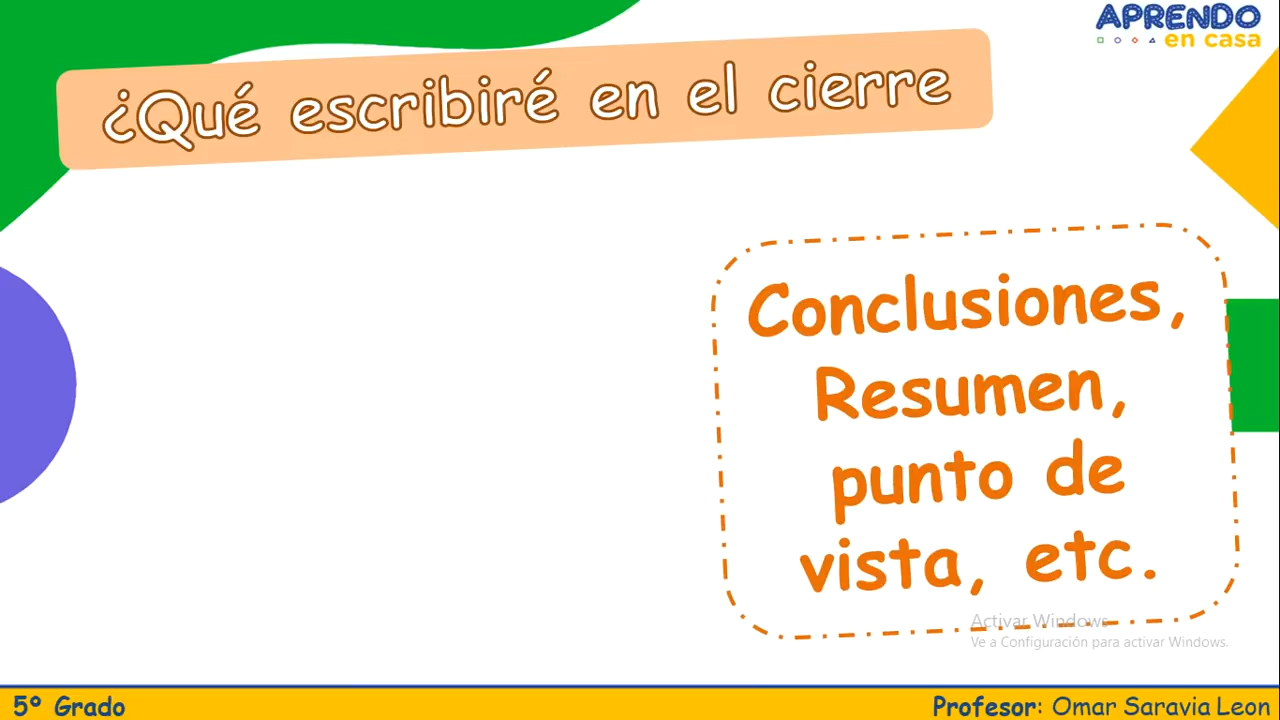 APRENDO
en casa
¿Qué escribiré en el cierre
Conclusiones,
Resumen,
punto de
vista, etc.
Activar Windows
Ve a Configuración para activar Windows.
5º Grado
Profesor: Omar Saravia Leon